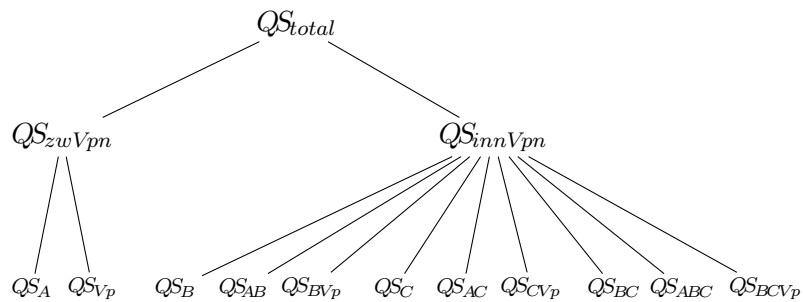 QS_total
QS_zwVpn QS_innVpn
QS_A QS_Vp QS_B QS_AB QS_BVp QS_C QS_AC QS_CVp QS_BC QS_ABC QS_BCVp